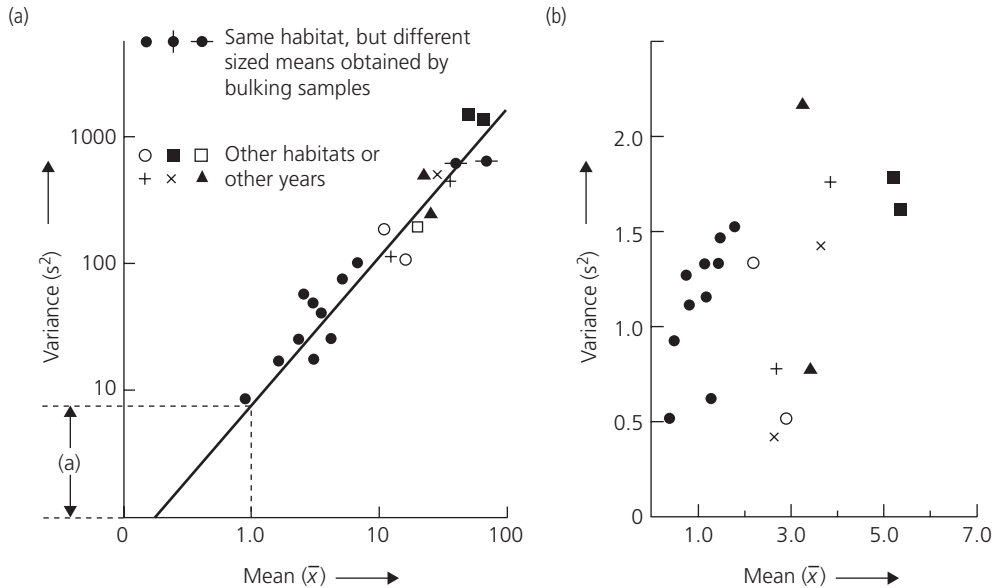 (a)
Same habitat, but different
sized means obtained by
bulking samples
Other habitats or
other years
1000
100
10
Variance (s²)
(a)
0 1.0 10 100
Mean (x̅)
(b)
2.0
1.5
1.0
0.5
0
Variance (s²)
1.0 3.0 5.0 7.0
Mean (x̅)